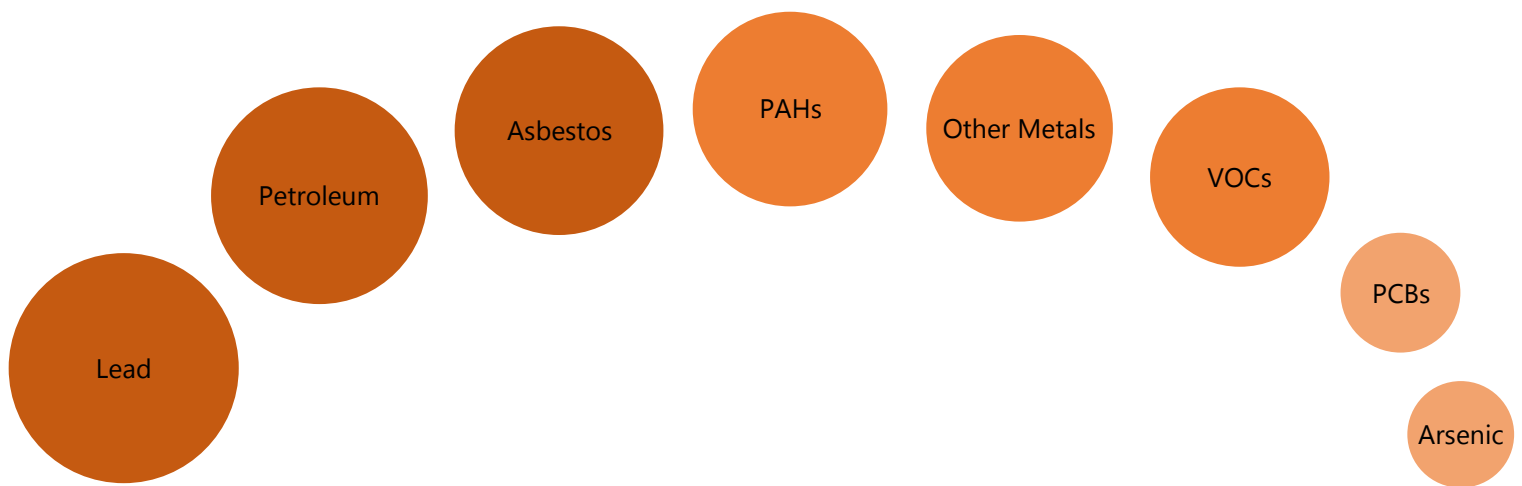 Lead
Petroleum
Asbestos
PAHs
Other Metals
VOCs
PCBs
Arsenic